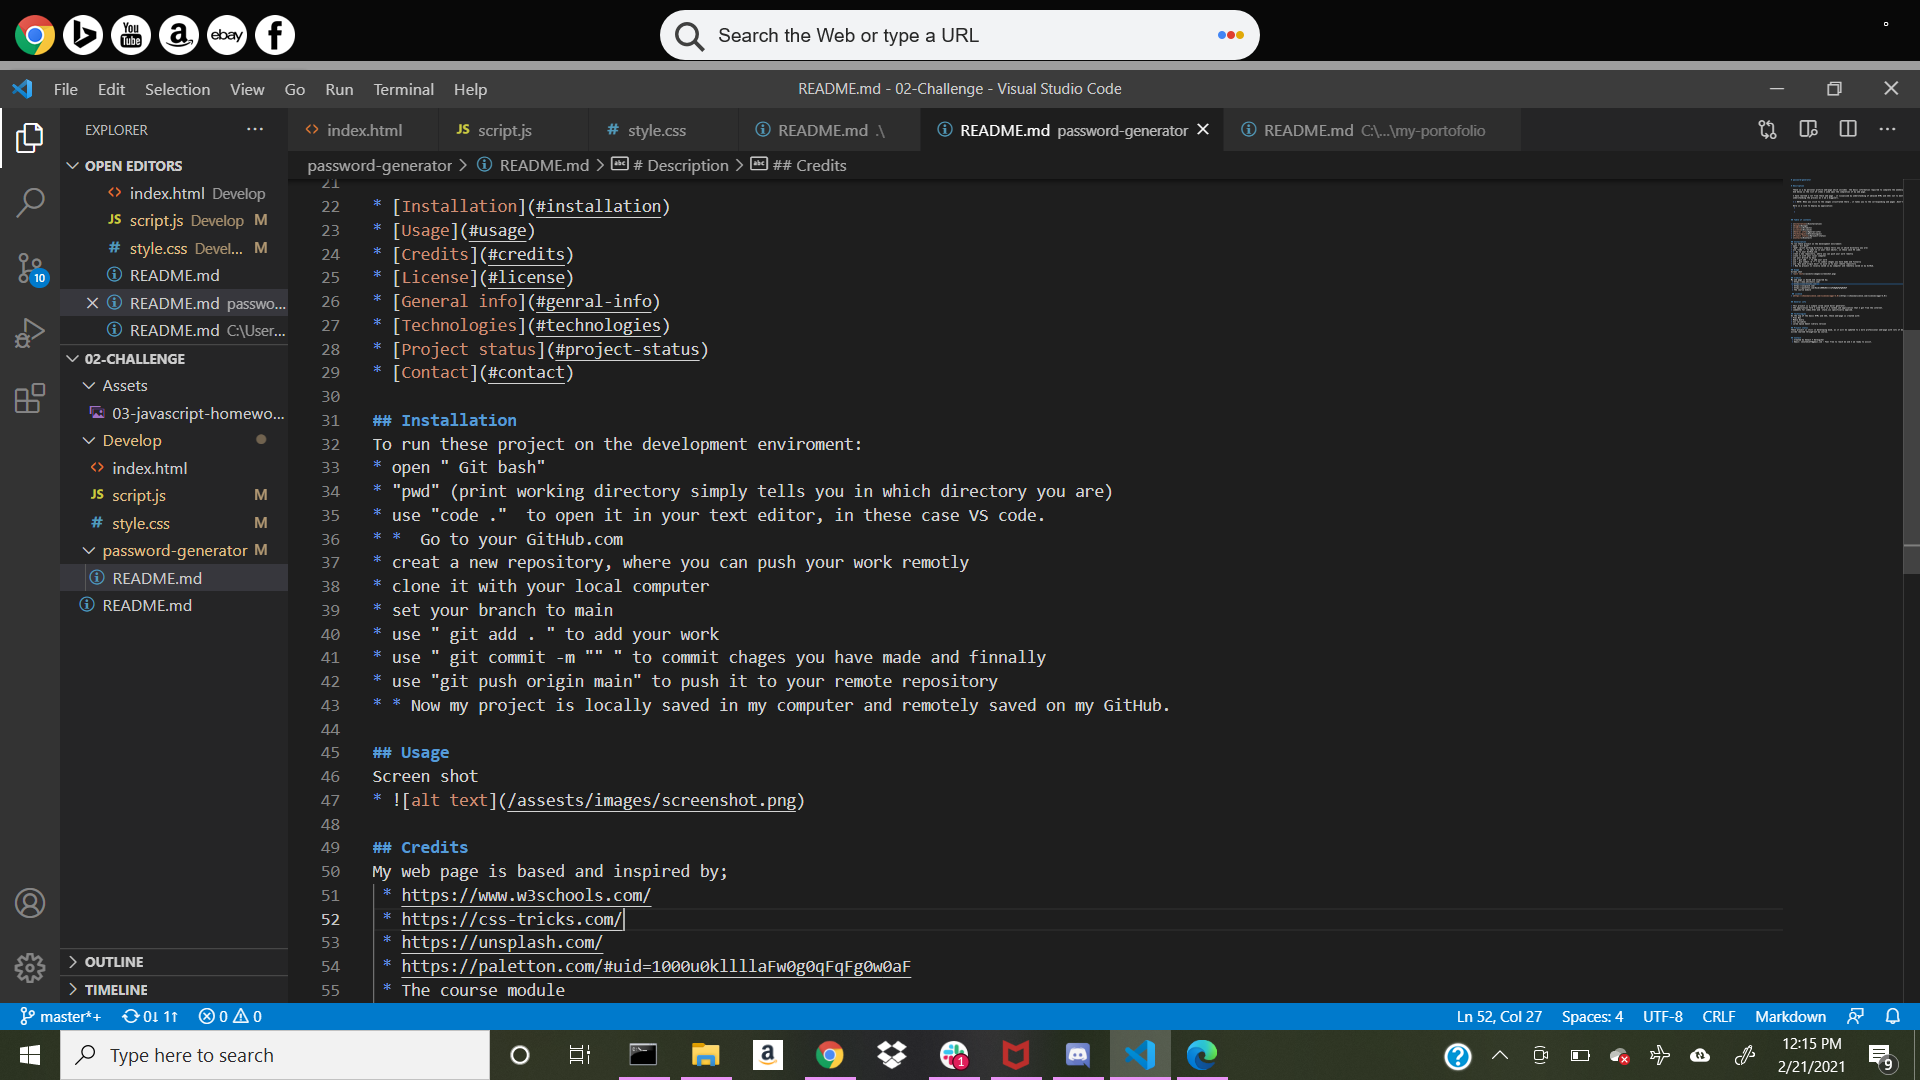 You Tube
a
ebay
f
Search the Web or type a URL
File Edit Selection View Go Run Terminal Help
README.md - 02-Challenge - Visual Studio Code
EXPLORER
index.html
JS script.js
# style.css
README.md .\
README.md password-generator
README.md C:\...\my-portofolio
password-generator > README.md > # Description > ## Credits
OPEN EDITORS
index.html Develop
JS script.js Develop M
# style.css Devel... M
README.md
README.md passwo...
README.md C:\User...
02-CHALLENGE
Assets
03-javascript-homewo...
Develop
index.html
JS script.js M
# style.css M
password-generator M
README.md
README.md
OUTLINE
TIMELINE
10
21
22 * [Installation](#installation)
23 * [Usage](#usage)
24 * [Credits](#credits)
25 * [License](#license)
26 * [General info](#genral-info)
27 * [Technologies](#technologies)
28 * [Project status](#project-status)
29 * [Contact](#contact)
30
31 ## Installation
32 To run these project on the development enviroment:
33 * open " Git bash"
34 * "pwd" (print working directory simply tells you in which directory you are)
35 * use "code ."  to open it in your text editor, in these case VS code.
36 * *  Go to your GitHub.com
37 * creat a new repository, where you can push your work remotly
38 * clone it with your local computer
39 * set your branch to main
40 * use " git add . " to add your work
41 * use " git commit -m "" " to commit chages you have made and finnally
42 * use "git push origin main" to push it to your remote repository
43 * * Now my project is locally saved in my computer and remotely saved on my GitHub.
44
45 ## Usage
46 Screen shot
47 * ![alt text](/assests/images/screenshot.png)
48
49 ## Credits
50 My web page is based and inspired by;
51 * https://www.w3schools.com/
52 * https://css-tricks.com/
53 * https://unsplash.com/
54 * https://paletton.com/#uid=1000u0kllllaFw0g0qFqFg0w0aF
55 * The course module
master*+ 0↓ 1↑ 0 0
Ln 52, Col 27 Spaces: 4 UTF-8 CRLF Markdown
Type here to search
a
1
?
12:15 PM
2/21/2021
9